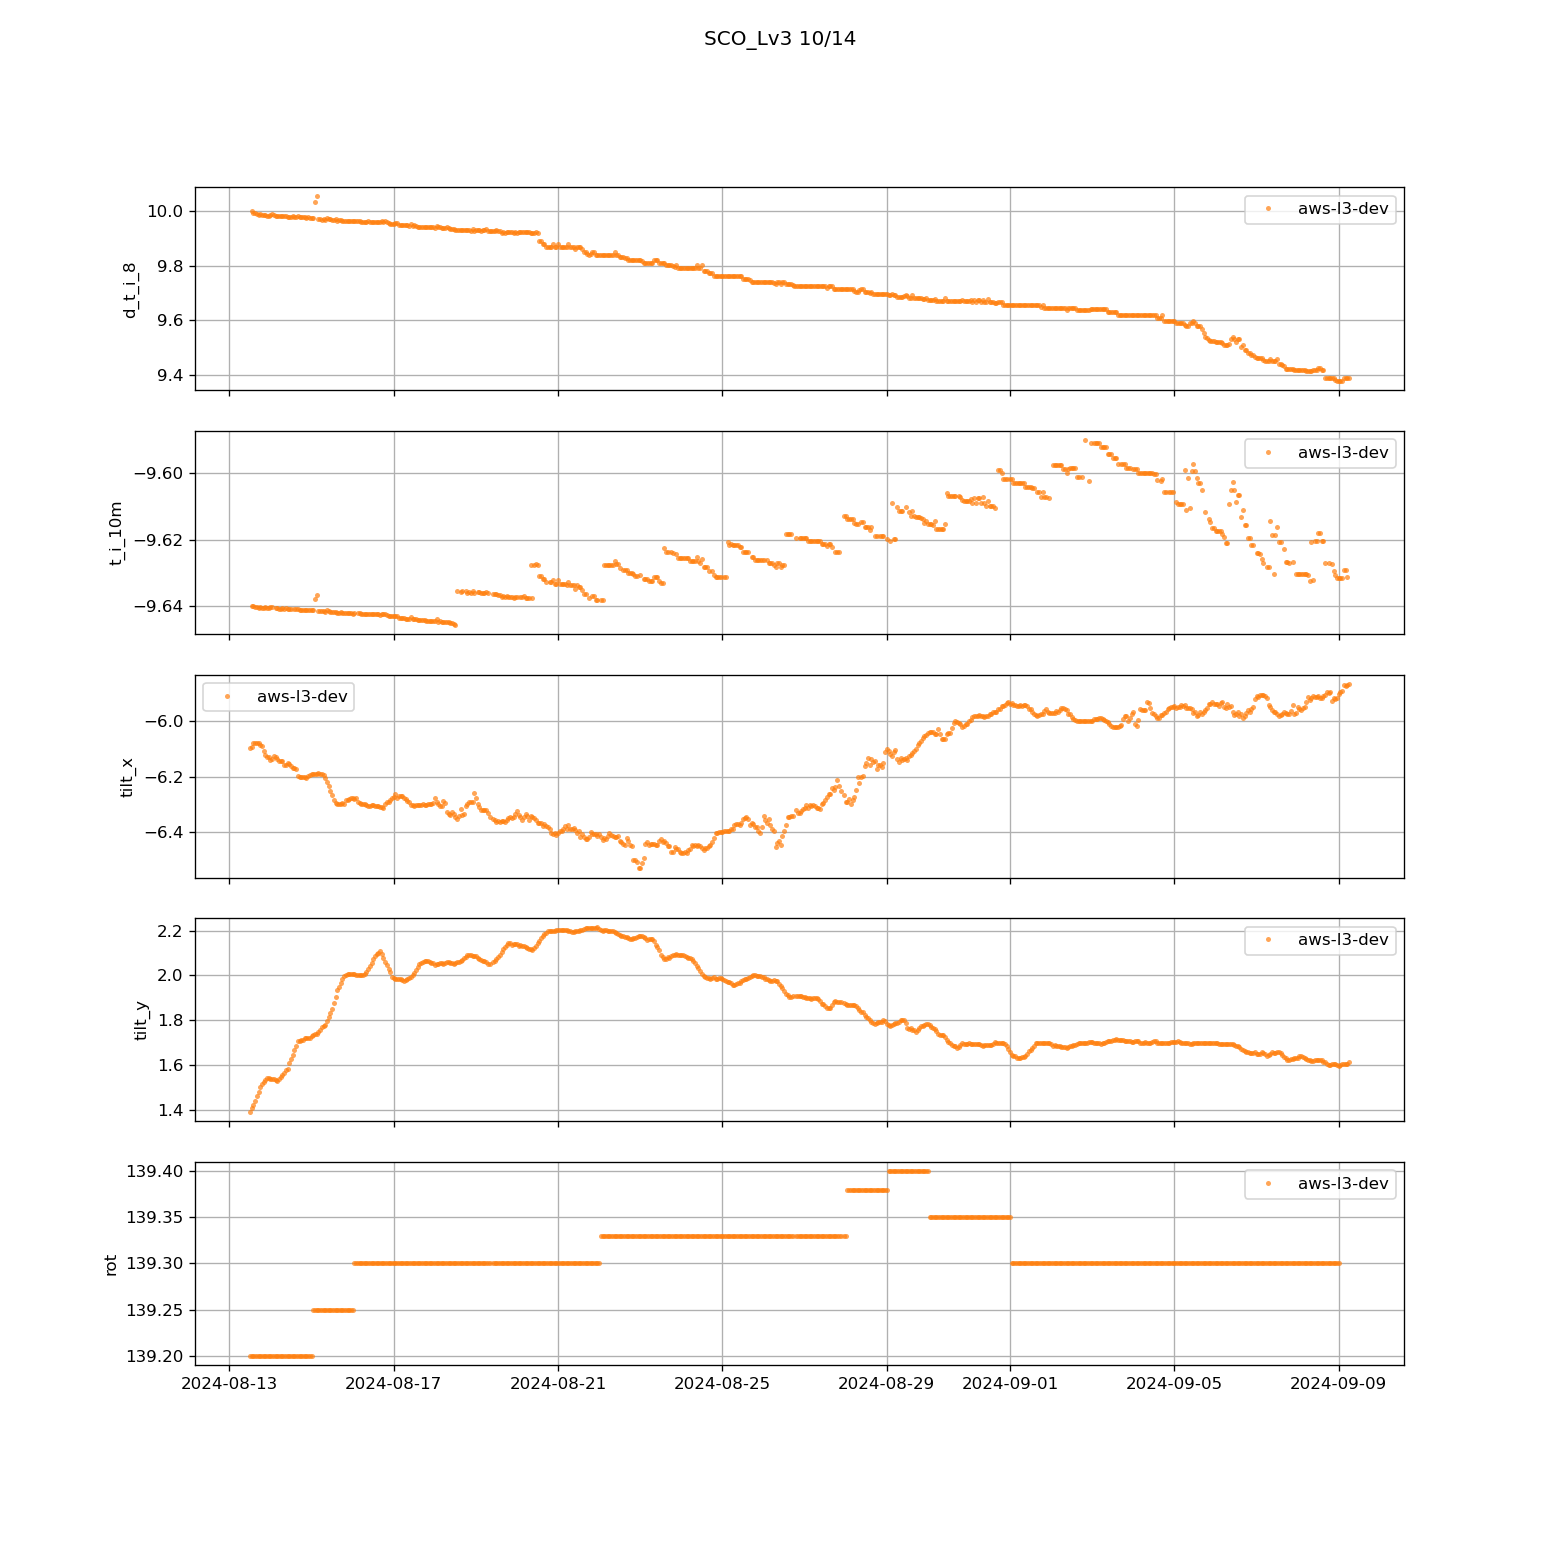 SCO_Lv3 10/14
10.0
9.8
9.6
9.4
d_t_i_8
aws-l3-dev
−9.60
−9.62
−9.64
t_i_10m
aws-l3-dev
−6.0
−6.2
−6.4
tilt_x
aws-l3-dev
2.2
2.0
1.8
1.6
1.4
tilt_y
aws-l3-dev
139.40
139.35
139.30
139.25
139.20
rot
aws-l3-dev
2024-08-13 2024-08-17 2024-08-21 2024-08-25 2024-08-29 2024-09-01 2024-09-05 2024-09-09